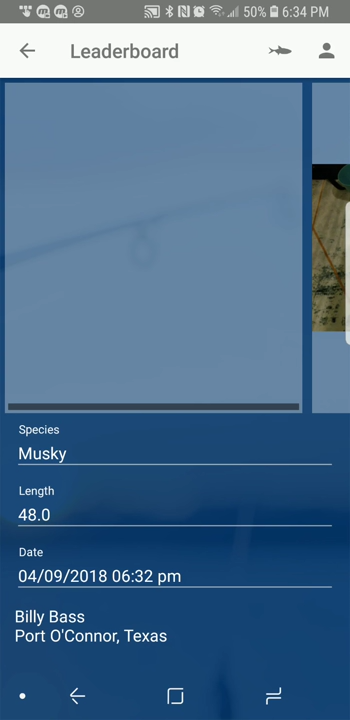 50% 6:34 PM
Leaderboard
Species
Musky
Length
48.0
Date
04/09/2018 06:32 pm
Billy Bass
Port O'Connor, Texas